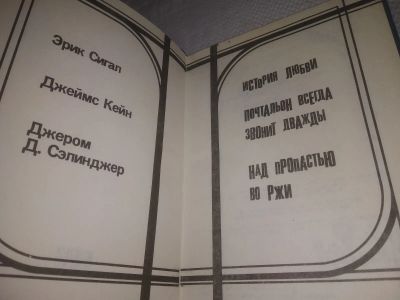 Эрик Сигал
Джеймс Кейн
Джером
Д. Сэлинджер
ИСТОРИЯ ЛЮБВИ
ПОЧТАЛЬОН ВСЕГДА
ЗВОНИТ ДВАЖДЫ
НАД ПРОПАСТЬЮ
ВО РЖИ